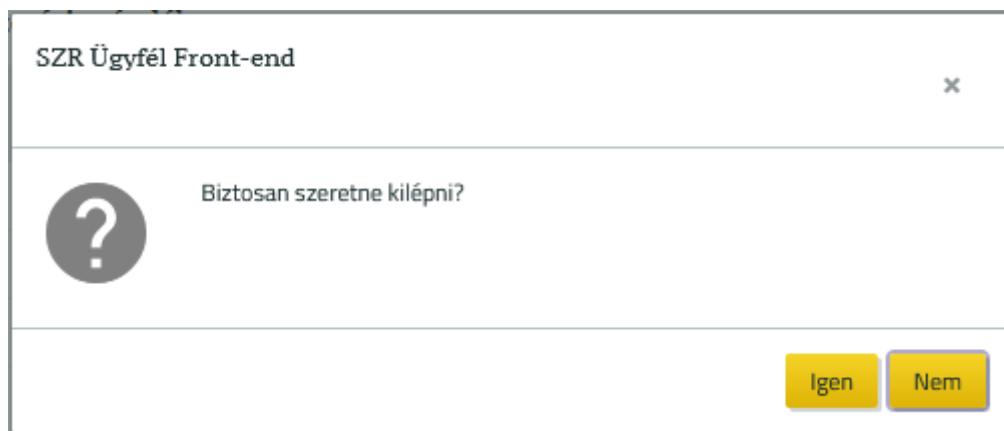 SZR Ügyfél Front-end
×
Biztosan szeretne kilépni?
Igen
Nem